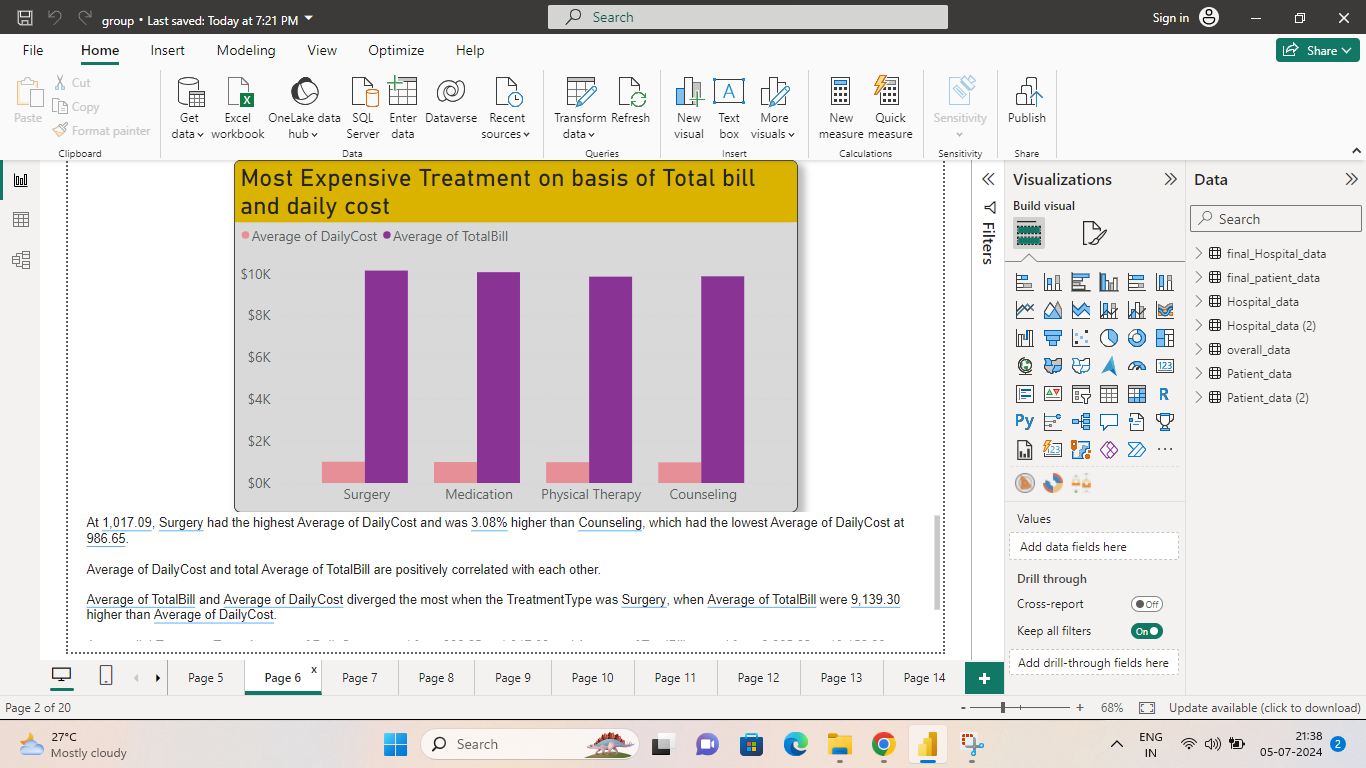 group • Last saved: Today at 7:21 PM
Search
Sign in
File
Home
Insert
Modeling
View
Optimize
Help
Share
Paste
Cut
Copy
Format painter
Clipboard
Get data
Excel workbook
OneLake data hub
SQL Server
Enter data
Dataverse
Recent sources
Data
Transform data
Refresh
Queries
New visual
Text box
More visuals
Insert
New measure
Quick measure
Calculations
Sensitivity
Sensitivity
Publish
Share
Most Expensive Treatment on basis of Total bill
and daily cost
Average of DailyCost
Average of TotalBill
$10K
$8K
$6K
$4K
$2K
$0K
Surgery
Medication
Physical Therapy
Counseling
At 1,017.09, Surgery had the highest Average of DailyCost and was 3.08% higher than Counseling, which had the lowest Average of DailyCost at
986.65.
Average of DailyCost and total Average of TotalBill are positively correlated with each other.
Average of TotalBill and Average of DailyCost diverged the most when the TreatmentType was Surgery, when Average of TotalBill were 9,139.30
higher than Average of DailyCost.
Filters
Visualizations
Build visual
123
R
Py
123
Values
Add data fields here
Drill through
Cross-report
Off
Keep all filters
On
Add drill-through fields here
Data
Search
final_Hospital_data
final_patient_data
Hospital_data
Hospital_data (2)
overall_data
Patient_data
Patient_data (2)
Page 5
Page 6
x
Page 7
Page 8
Page 9
Page 10
Page 11
Page 12
Page 13
Page 14
+
Page 2 of 20
- + 68%
Update available (click to download)
27°C
Mostly cloudy
Search
ENG
IN
21:38
05-07-2024
2